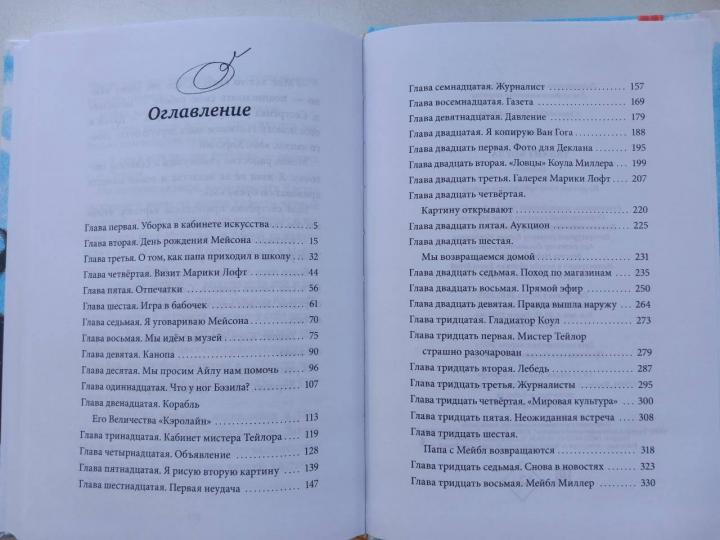 Оглавление
Глава первая. Уборка в кабинете искусства 5
Глава вторая. День рождения Мейсона 15
Глава третья. О том, как папа приходил в школу 32
Глава четвёртая. Визит Марики Лофт 44
Глава пятая. Отпечатки 56
Глава шестая. Игра в бабочек 61
Глава седьмая. Я уговариваю Мейсона 70
Глава восьмая. Мы идём в музей 75
Глава девятая. Канопа 90
Глава десятая. Мы просим Айлу нам помочь 96
Глава одиннадцатая. Что у ног Бэзила? 107
Глава двенадцатая. Корабль
Его Величества «Кэролайн» 113
Глава тринадцатая. Кабинет мистера Тейлора 119
Глава четырнадцатая. Объявление 128
Глава пятнадцатая. Я рисую вторую картину 139
Глава шестнадцатая. Первая неудача 147
Глава семнадцатая. Журналист 157
Глава восемнадцатая. Газета 169
Глава девятнадцатая. Давление 179
Глава двадцатая. Я копирую Ван Гога 188
Глава двадцать первая. Фото для Деклана 195
Глава двадцать вторая. «Ловцы» Коула Миллера 199
Глава двадцать третья. Галерея Марики Лофт 207
Глава двадцать четвёртая.
Картину открывают 220
Глава двадцать пятая. Аукцион 225
Глава двадцать шестая.
Мы возвращаемся домой 231
Глава двадцать седьмая. Поход по магазинам 235
Глава двадцать восьмая. Прямой эфир 250
Глава двадцать девятая. Правда вышла наружу 264
Глава тридцатая. Гладиатор Коул 273
Глава тридцать первая. Мистер Тейлор
страшно разочарован 279
Глава тридцать вторая. Лебедь 287
Глава тридцать третья. Журналисты 295
Глава тридцать четвёртая. «Мировая культура» 300
Глава тридцать пятая. Неожиданная встреча 308
Глава тридцать шестая.
Папа с Мейбл возвращаются 318
Глава тридцать седьмая. Снова в новостях 323
Глава тридцать восьмая. Мейбл Миллер 330